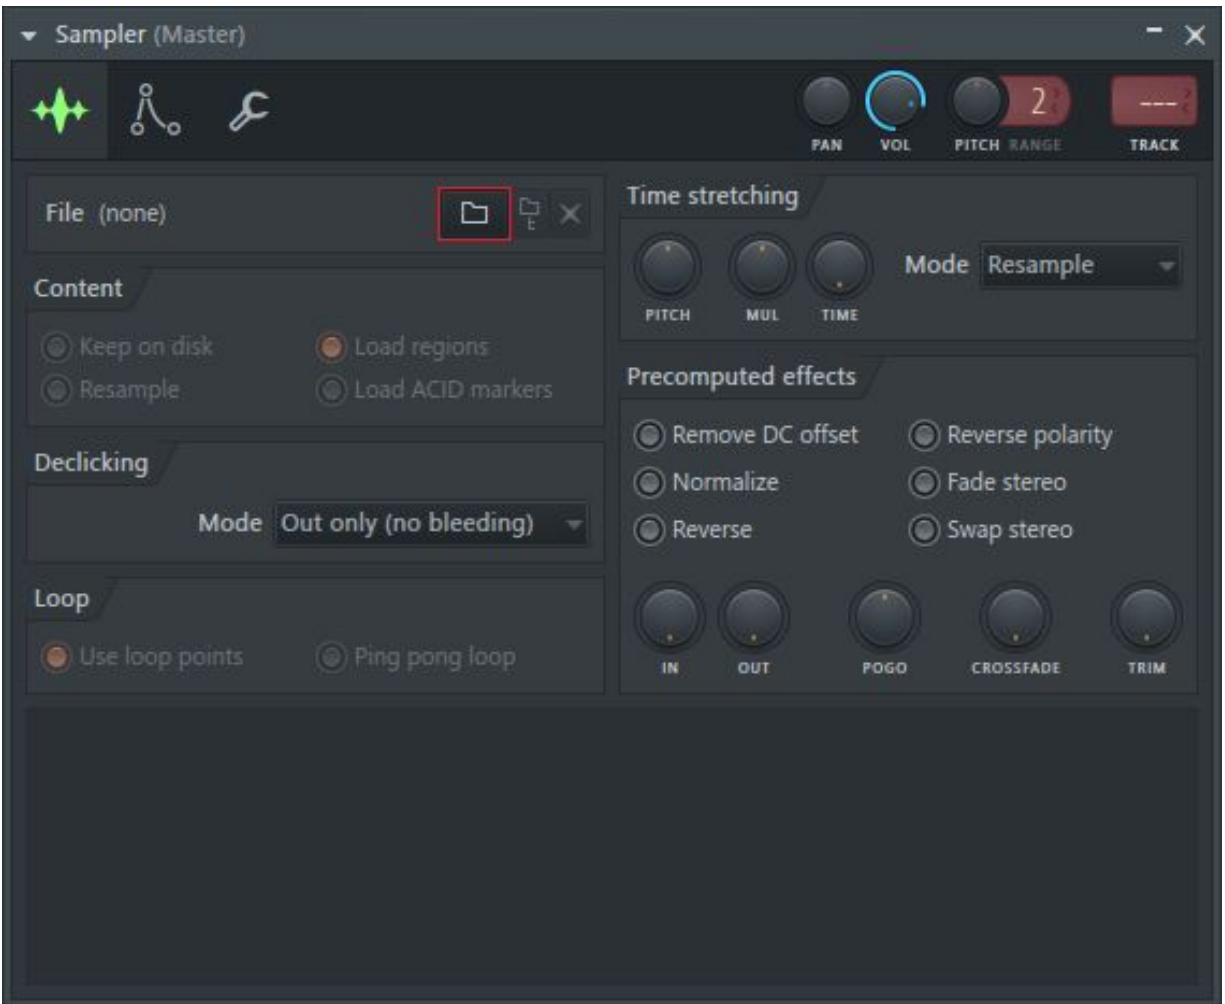 Sampler (Master)
2
---
PAN VOL PITCH RANGE TRACK
File (none)
Content
Keep on disk Load regions
Resample Load ACID markers
Declicking
Mode Out only (no bleeding)
Loop
Use loop points Ping pong loop
Time stretching
Mode Resample
PITCH MUL TIME
Precomputed effects
Remove DC offset Reverse polarity
Normalize Fade stereo
Reverse Swap stereo
IN OUT POGO CROSSFADE TRIM